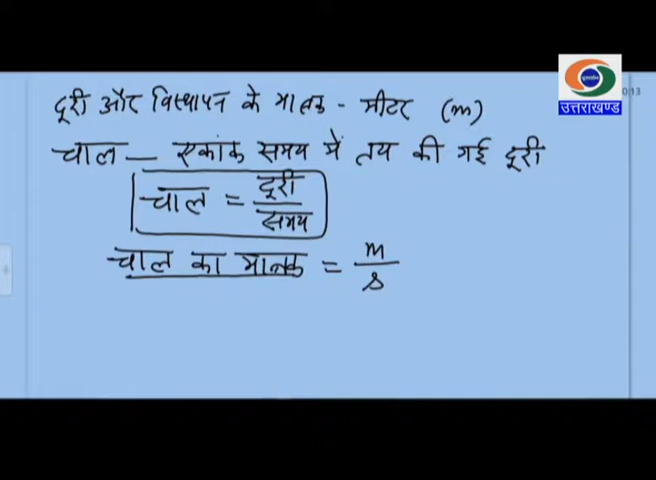 उत्तराखण्ड
दूरी और विस्थापन के मात्रक - मीटर (m)
चाल — एकांक समय में तय की गई दूरी
चाल = दूरी / समय
चाल का मात्रक = m / s